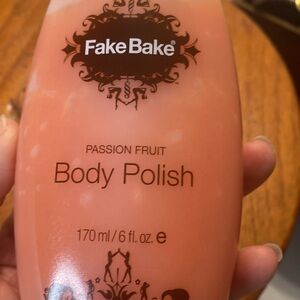 Fake Bake®
PASSION FRUIT
Body Polish
170 ml / 6 fl. oz. e